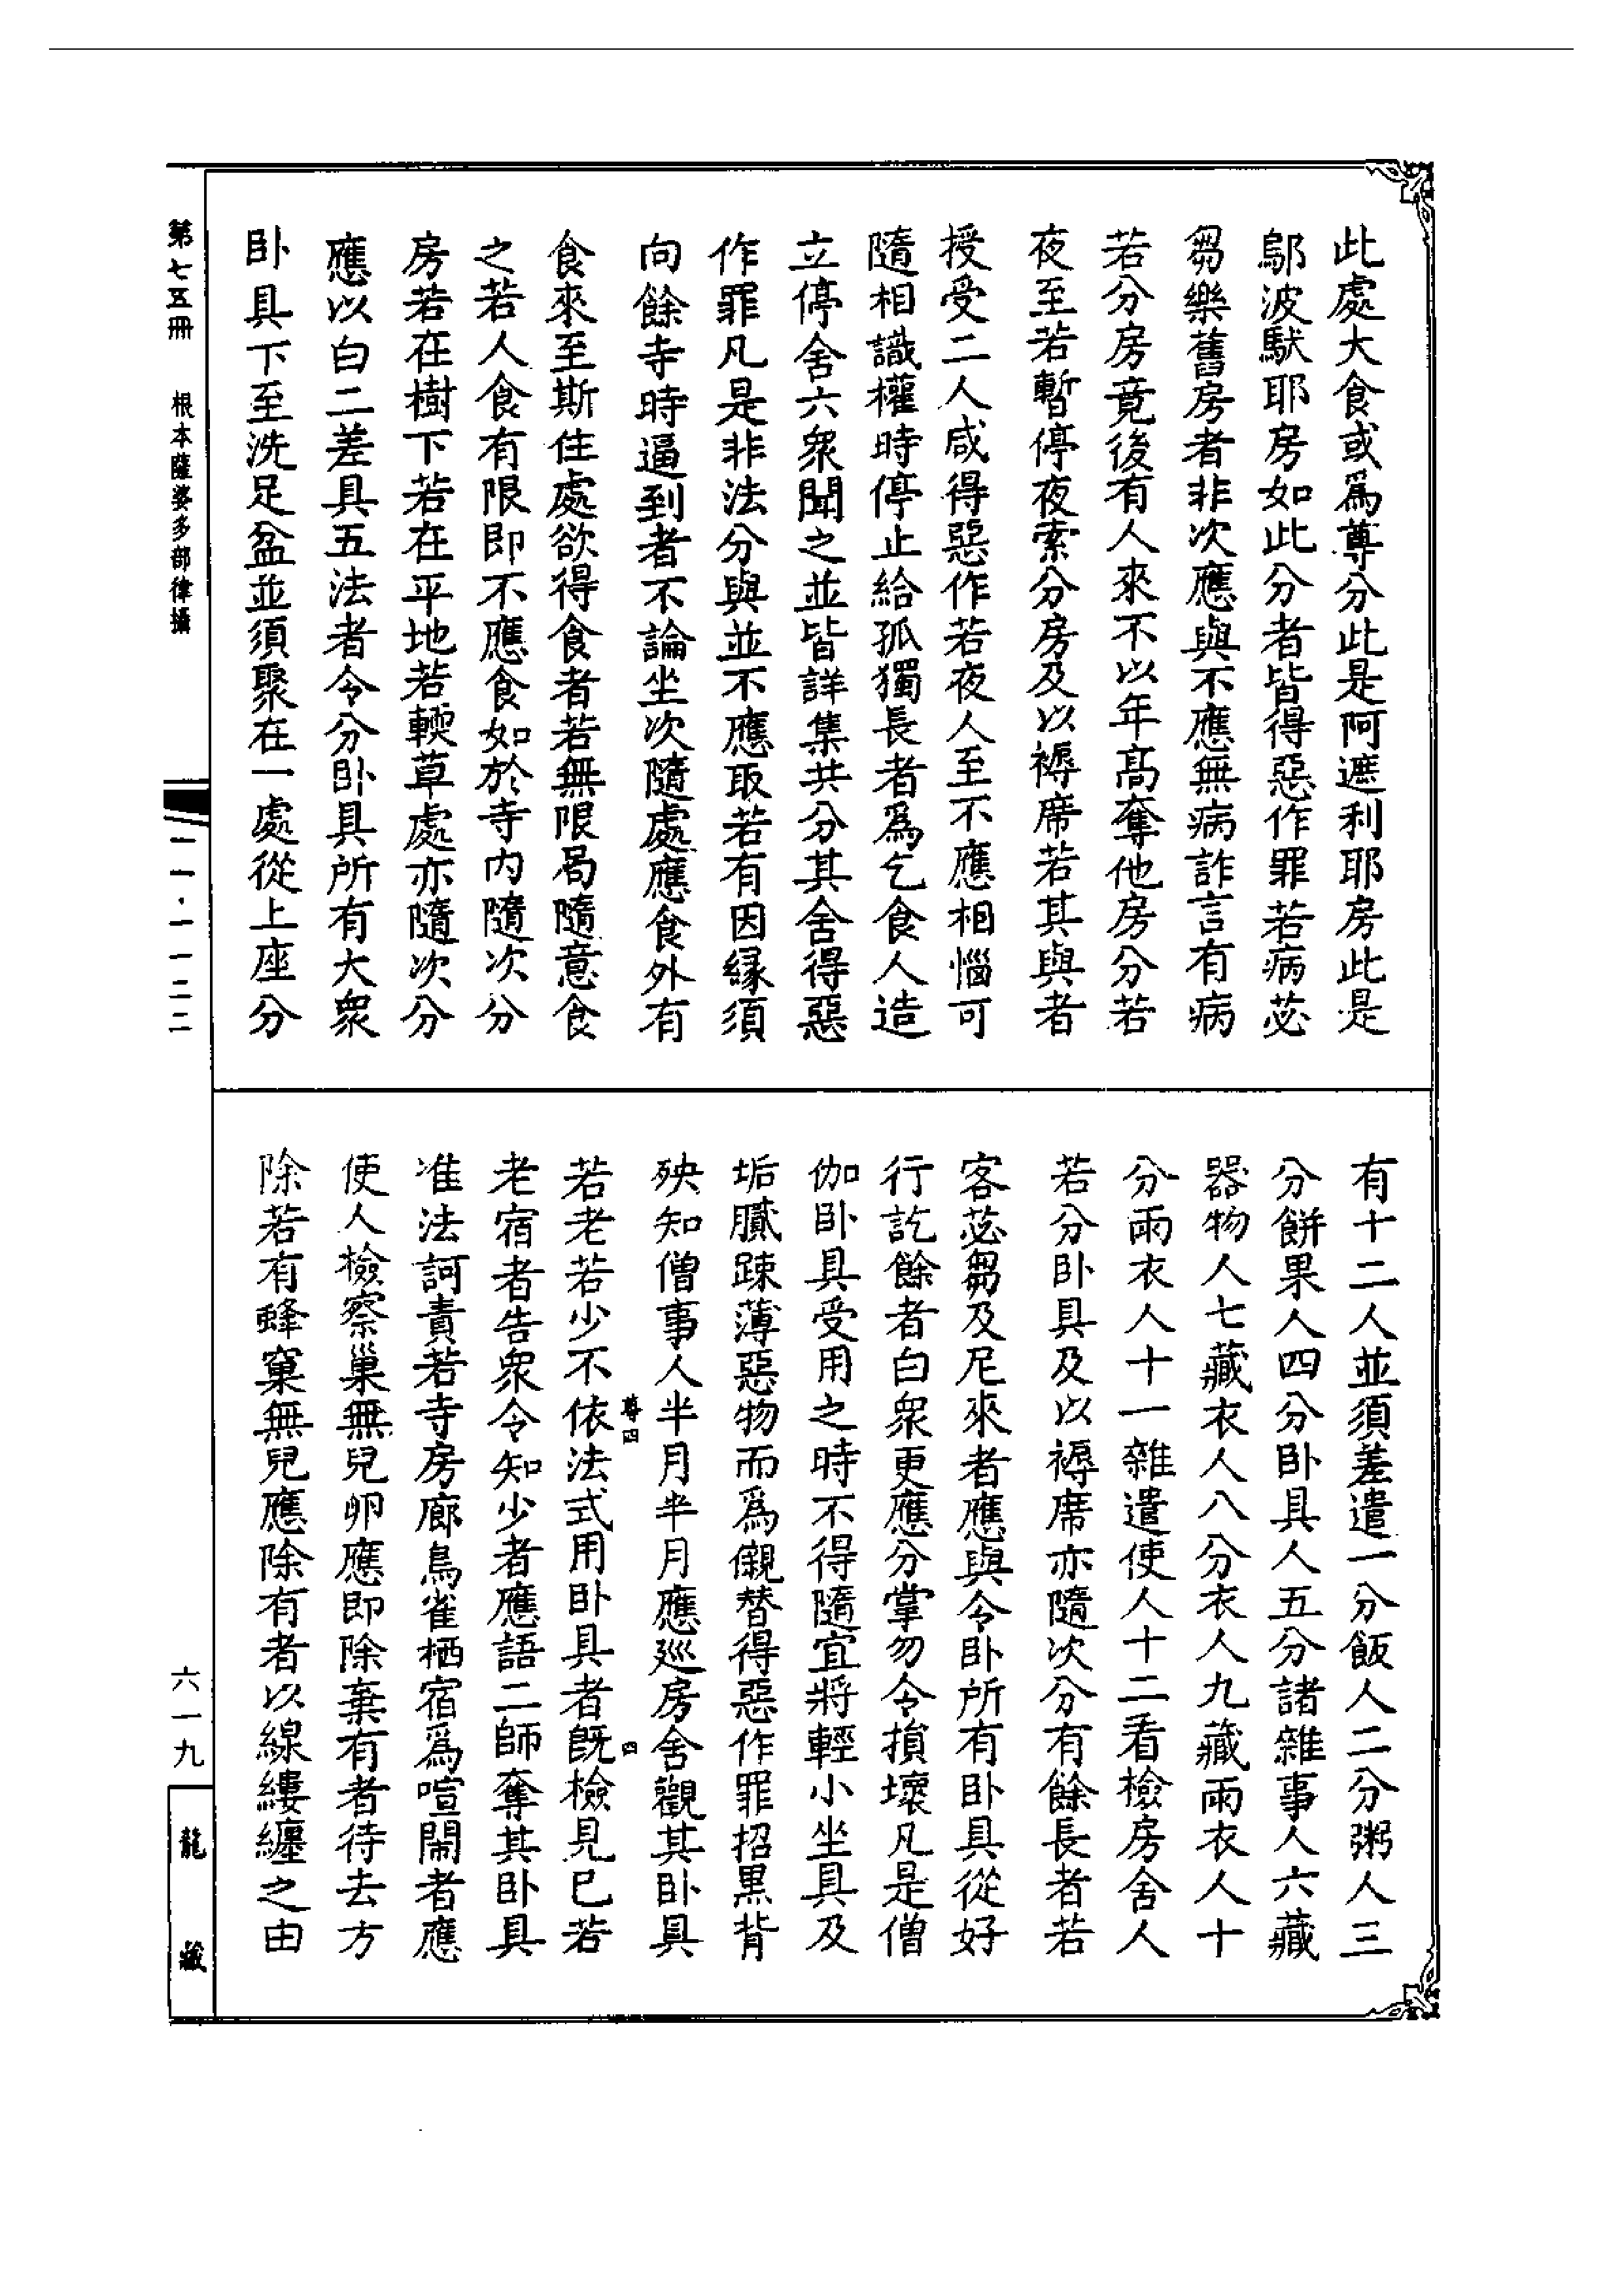 此處大食或爲尊分此是阿遮利耶房此是
鄔波馱耶房如此分者皆得惡作罪若病苾
芻樂舊房者非次應與不應無病詐言有病
若分房竟後有人來不以年高奪他房分若
夜至若暫停夜索分房及以褥席若其與者
授受二人咸得惡作若夜人至不應相惱可
隨相識權時停止給孤獨長者爲乞食人造
立停舍六衆聞之並皆詳集共分其舍得惡
作罪凡是非法分與並不應取若有因緣須
向餘寺時逼到者不論坐次隨處應食外有
食來至斯住處欲得食者若無限局隨意食
之若人食有限即不應食如於寺內隨次分
房若在樹下若在平地若輭草處亦隨次分
應以白二差具五法者令分卧具所有大衆
卧具下至洗足盆並須聚在一處從上座分
有十二人並須差遣一分飯人二分粥人三
分餅果人四分卧具人五分諸雜事人六藏
器物人七藏衣人八分衣人九藏雨衣人十
分雨衣人十一雜遣使人十二看檢房舍人
若分卧具及以褥席亦隨次分有餘長者若
客苾芻及尼來者應與令卧所有卧具從好
行訖餘者白衆更應分掌勿令損壞凡是僧
伽卧具受用之時不得隨宜將輕小坐具及
垢膩疎薄惡物而爲儭替得惡作罪招黑背
殃知僧事人半月半月應巡房舍觀其卧具
尊四
四
若老若少不依法式用卧具者既檢見已若
老宿者告衆令知少者應語二師奪其卧具
准法訶責若寺房廊鳥雀栖宿爲喧鬧者應
使人檢察巢無兒卵應即除棄有者待去方
除若有蜂窠無兒應除有者以線縷纏之由
第七五冊
根本薩婆多部律攝
一一·一一二二
六一九
龍藏